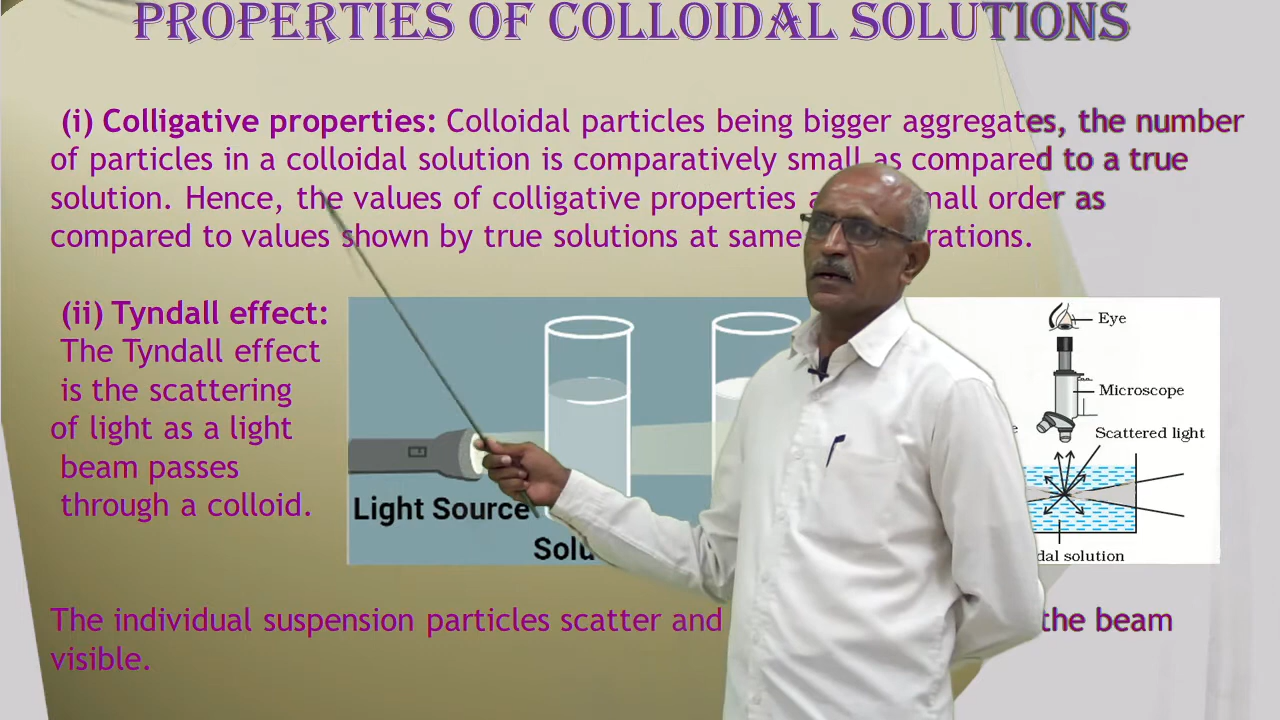 PROPERTIES OF COLLOIDAL SOLUTIONS
(i) Colligative properties: Colloidal particles being bigger aggregates, the number
of particles in a colloidal solution is comparatively small as compared to a true
solution. Hence, the values of colligative properties small order as
compared to values shown by true solutions at same
(ii) Tyndall effect:
The Tyndall effect
is the scattering
of light as a light
beam passes
through a colloid.
Light Source
Eye
Microscope
Scattered light
solution
The individual suspension particles scatter and the beam
visible.